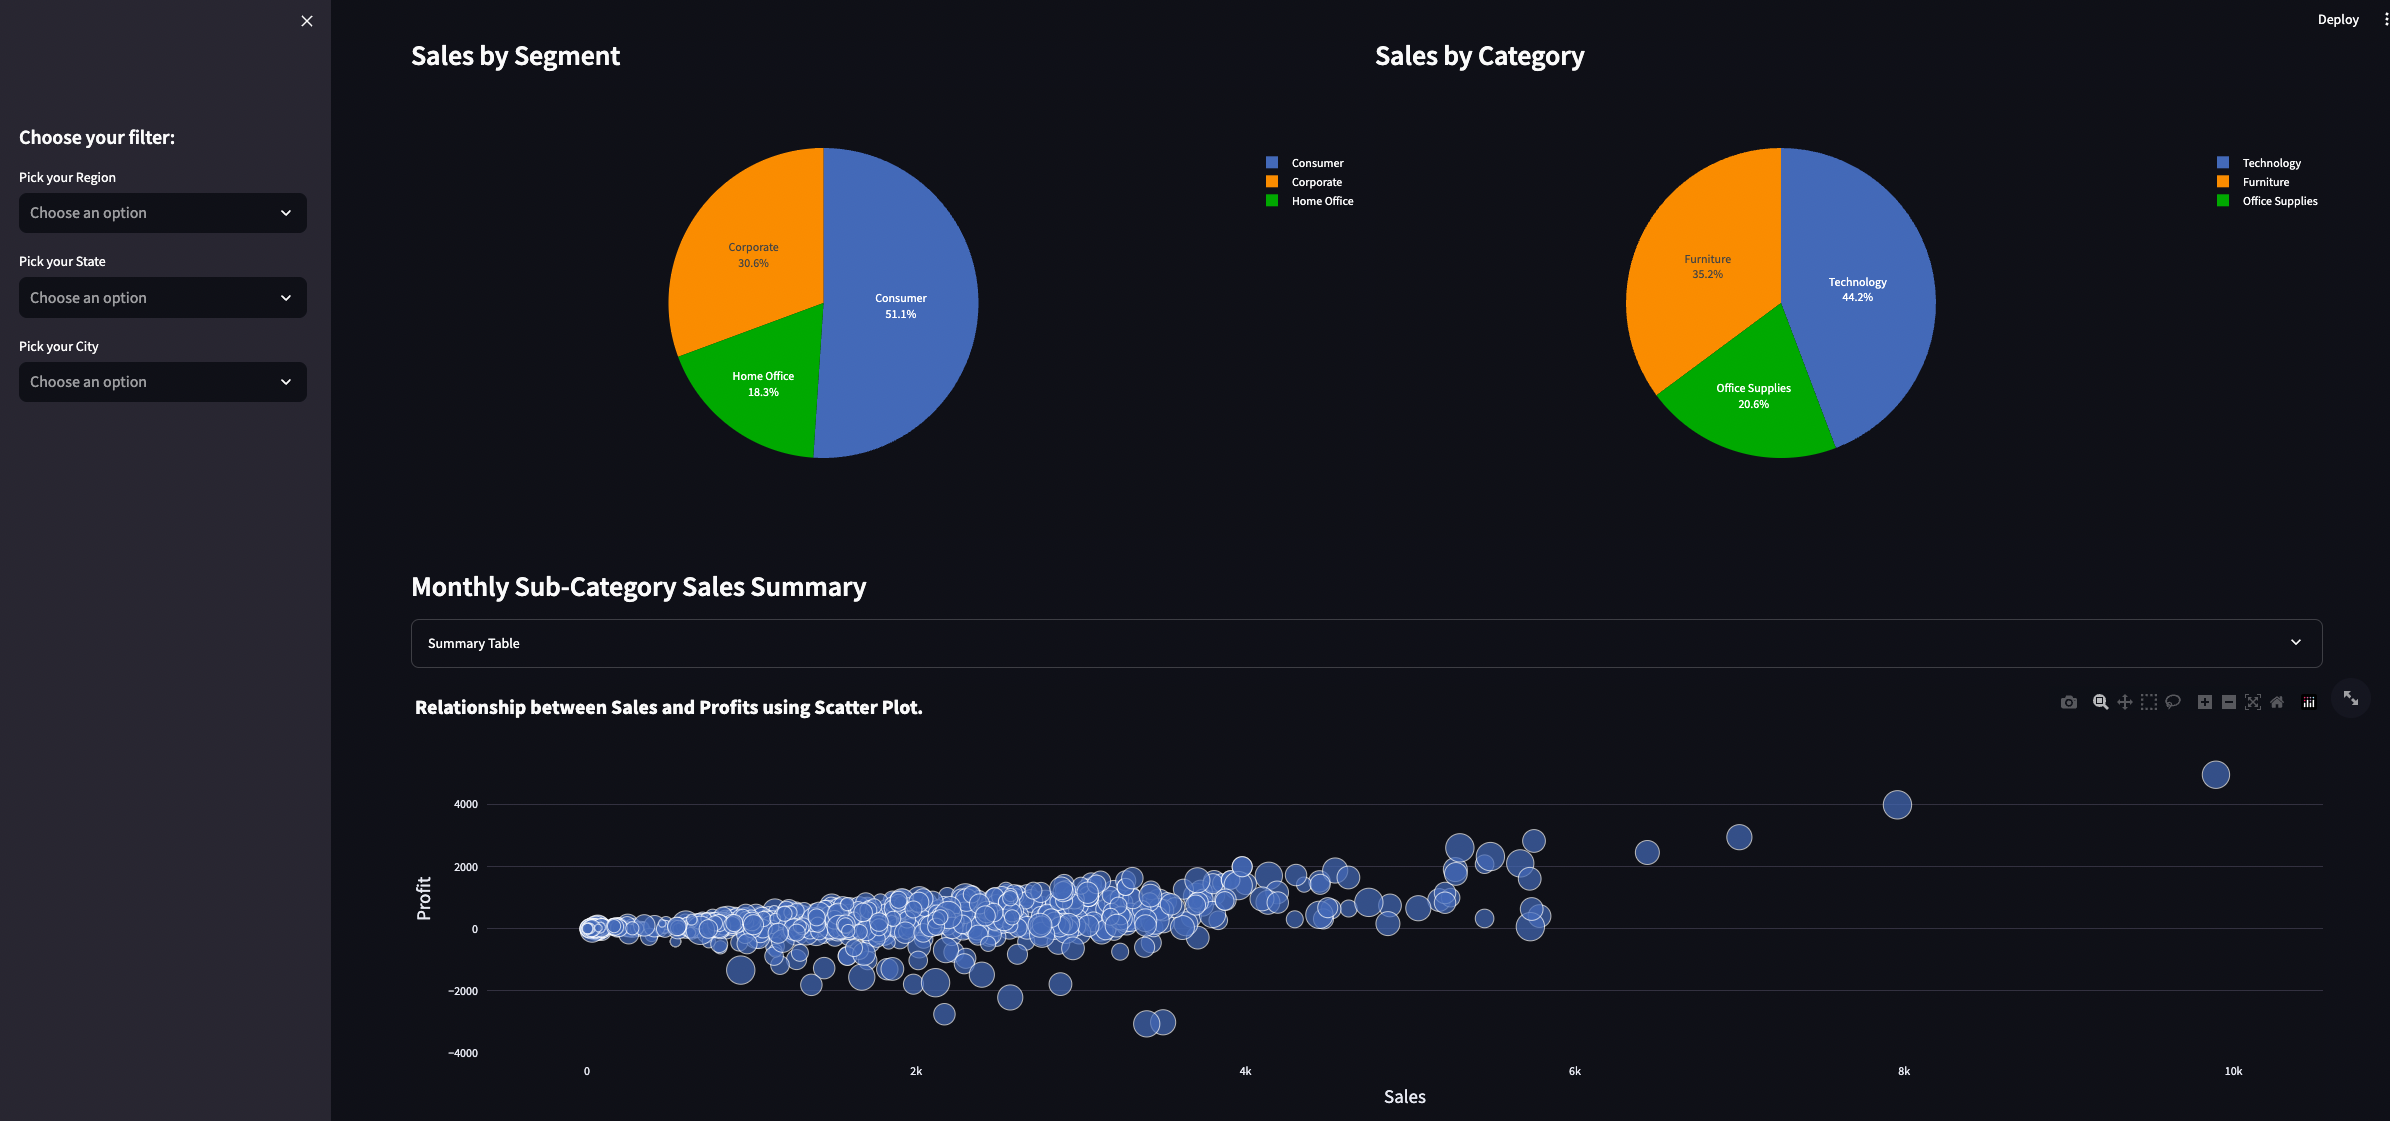 Deploy
Choose your filter:
Pick your Region
Choose an option
Pick your State
Choose an option
Pick your City
Choose an option
Sales by Segment
Consumer
Corporate
Home Office
Corporate
30.6%
Consumer
51.1%
Home Office
18.3%
Sales by Category
Technology
Furniture
Office Supplies
Furniture
35.2%
Technology
44.2%
Office Supplies
20.6%
Monthly Sub-Category Sales Summary
Summary Table
Relationship between Sales and Profits using Scatter Plot.
Profit
4000
2000
0
−2000
−4000
0
2k
4k
6k
8k
10k
Sales